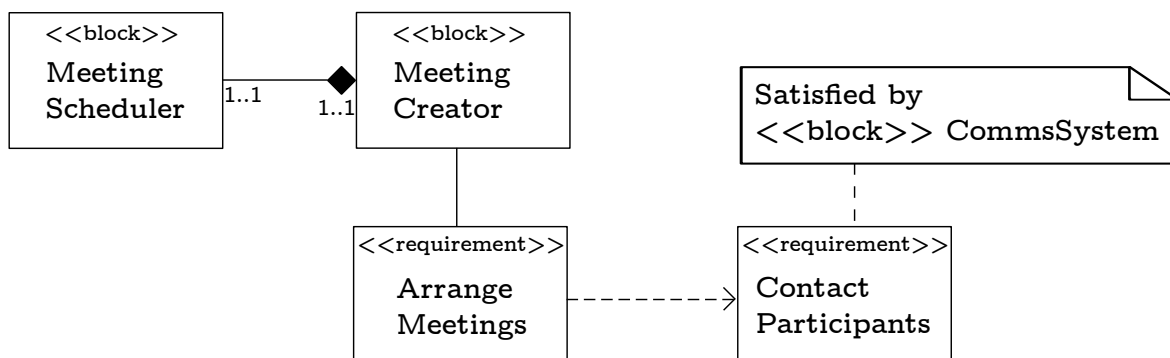 <<block>>
Meeting
Scheduler
1..1
1..1
<<block>>
Meeting
Creator
Satisfied by
<<block>> CommsSystem
<<requirement>>
Arrange
Meetings
<<requirement>>
Contact
Participants